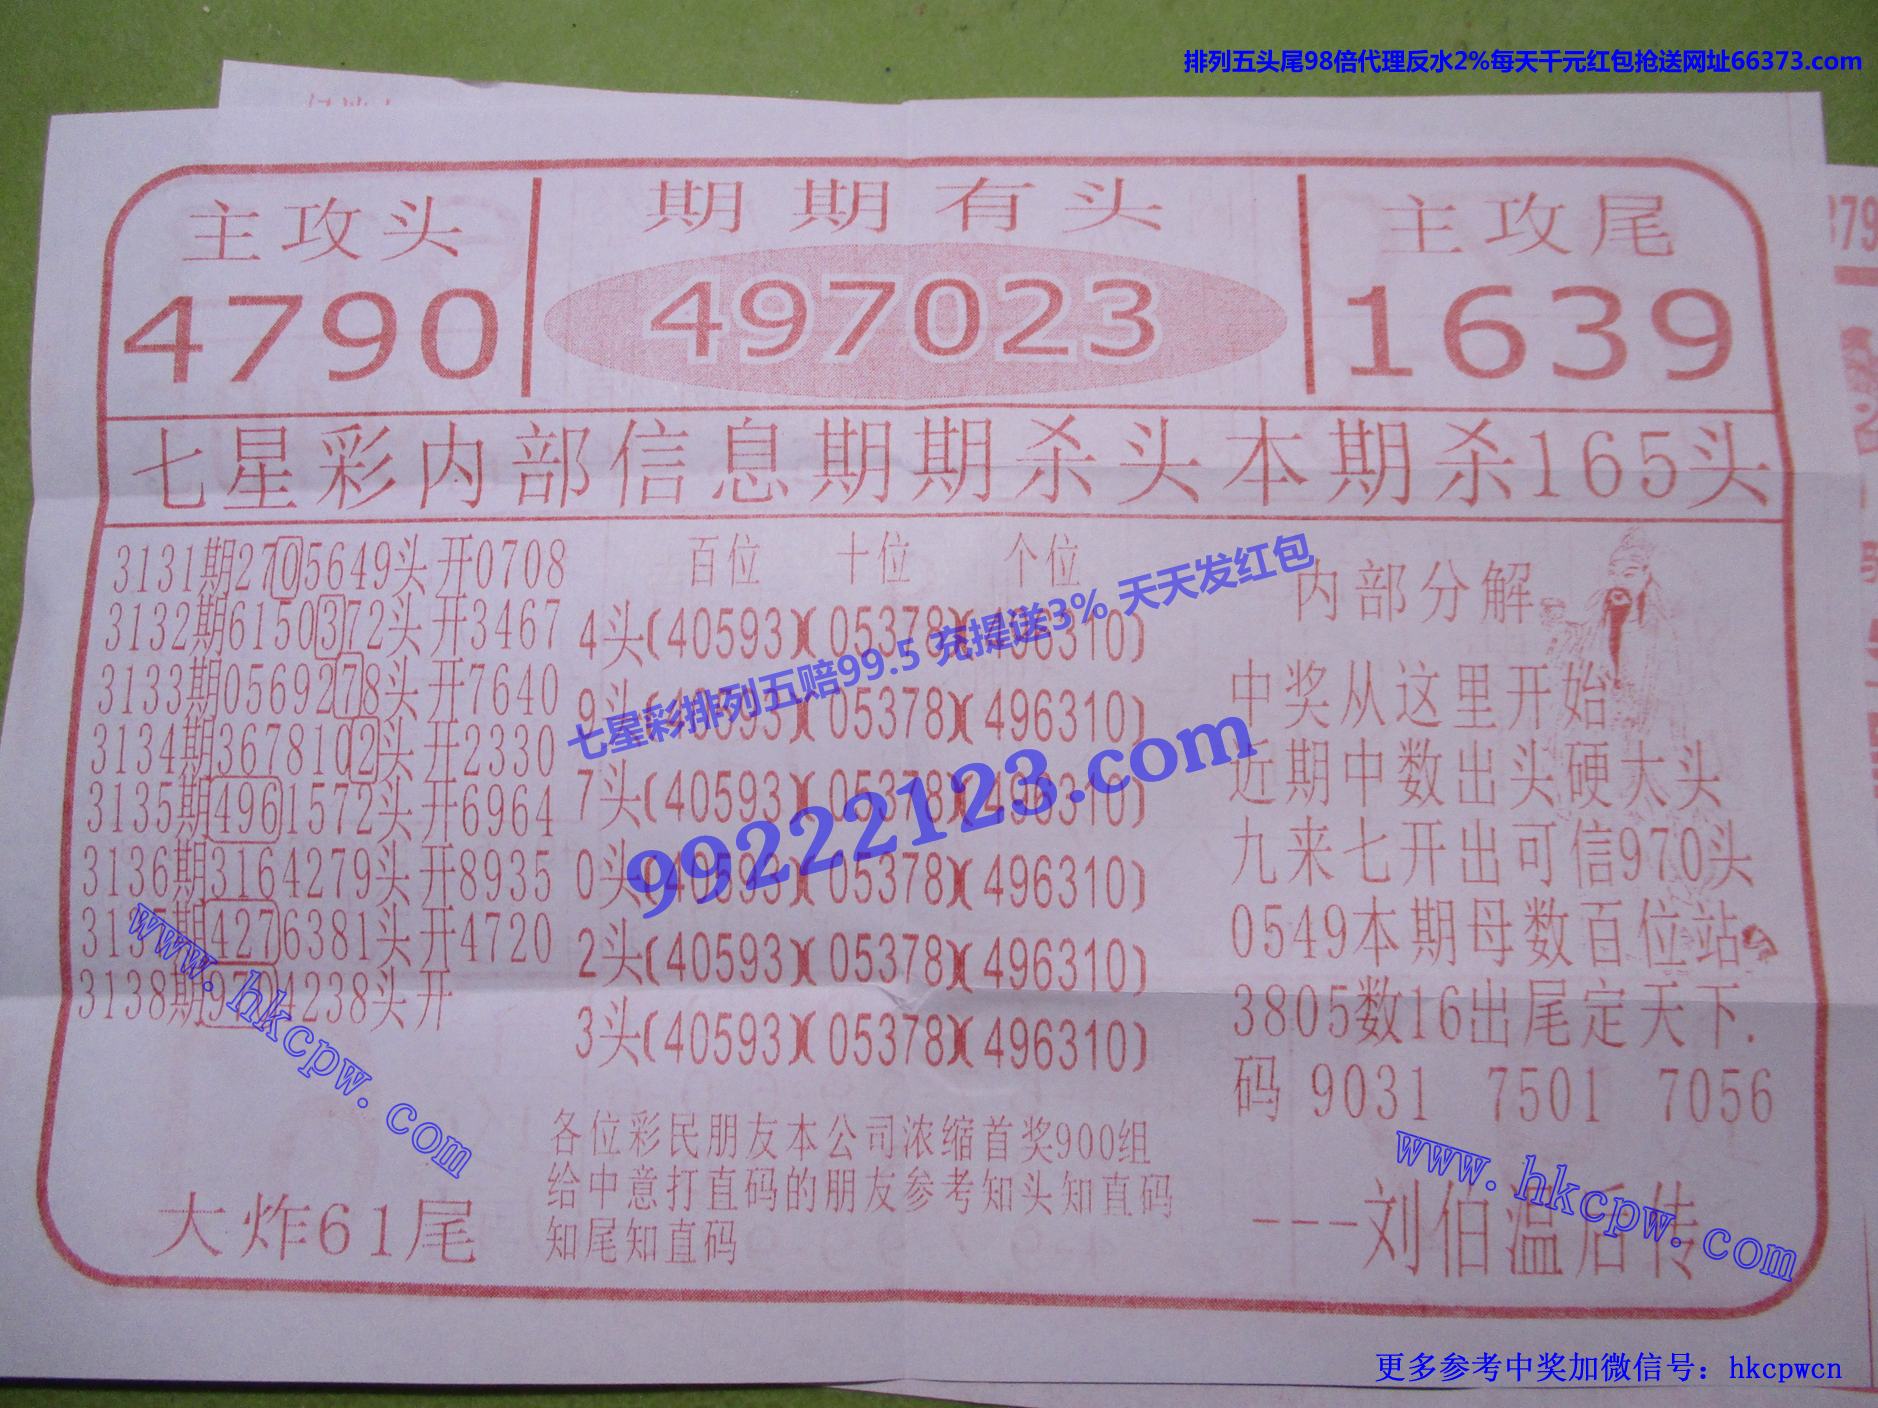 排列五头尾98倍代理反水2%每天千元红包抢送网址66373.com
主攻头
4790
期期有头
497023
主攻尾
1639
七星彩内部信息期期杀头本期杀165头
3131期2705649头开0708
3132期6150372头开3467
3133期0569278头开7640
3134期3678102头开2330
3135期4961572头开6964
3136期3164279头开8935
3137期4276381头开4720
3138期9704238头开
大炸61尾
百位 十位 个位
4头(40593)(05378)(496310)
9头(40593)(05378)(496310)
7头(40593)(05378)(496310)
0头(40593)(05378)(496310)
2头(40593)(05378)(496310)
3头(40593)(05378)(496310)
各位彩民朋友本公司浓缩首奖900组
给中意打直码的朋友参考知头知直码
知尾知直码
内部分解
中奖从这里开始
近期中数出头硬大头
九来七开出可信970头
0549本期母数百位站
3805数16出尾定天下.
码 9031 7501 7056
---刘伯温后传
七星彩排列五赔99.5 充提送3% 天天发红包
99222123.com
www.hkcpw.com
www.hkcpw.com
更多参考中奖加微信号：hkcpwcn